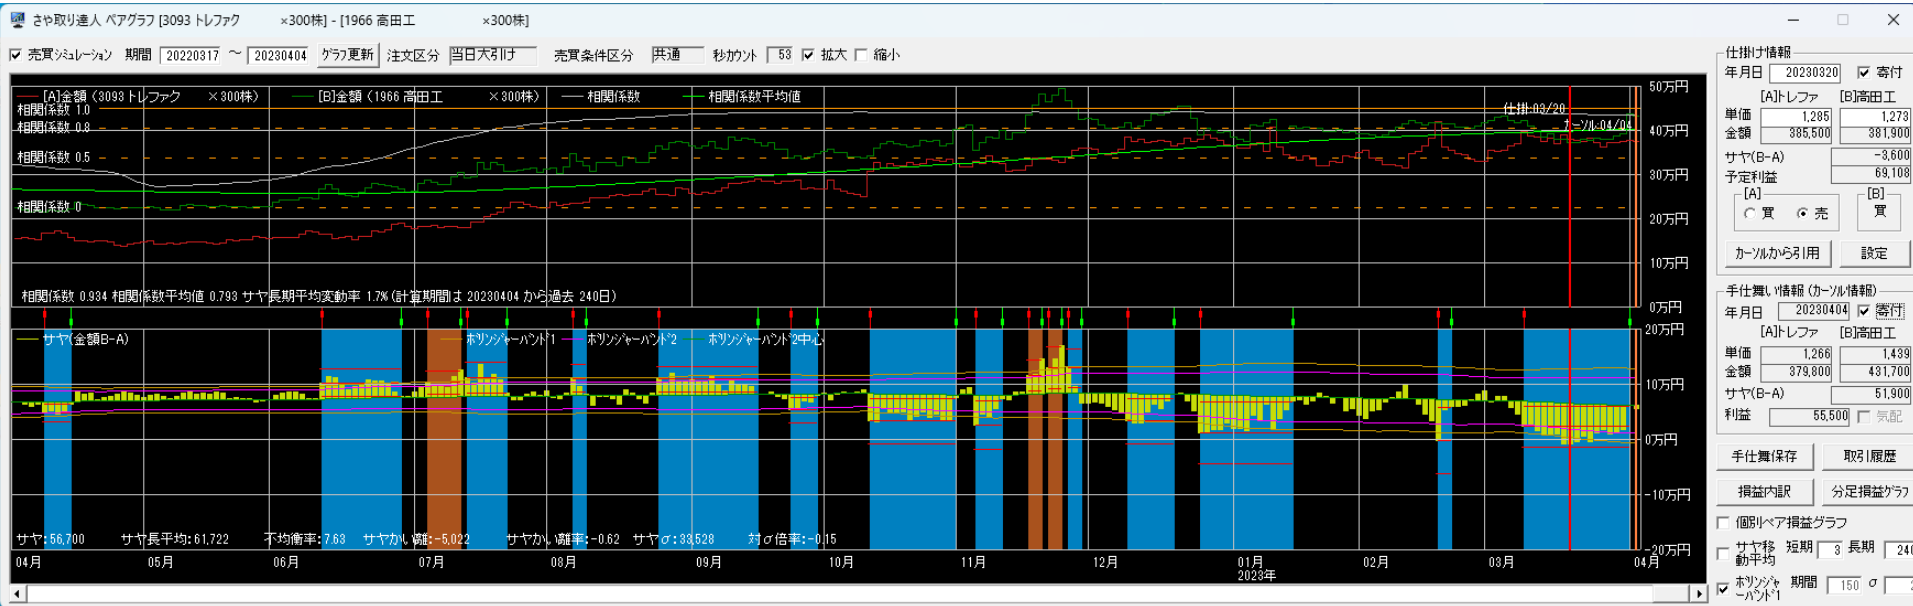 さや取り達人 ペアグラフ [3093 トレファク ×300株] - [1966 高田工 ×300株]
売買シミュレーション 期間 20220317 ～ 20230404 グラフ更新 注文区分 当日大引け 売買条件区分 共通 秒カウント 53 拡大 縮小
[A]金額 (3093 トレファク ×300株) [B]金額 (1966 高田工 ×300株) 相関係数 相関係数平均値
相関係数 1.0
相関係数 0.8
相関係数 0.5
相関係数 0
仕掛:03/20
カーソル:04/04
50万円
40万円
30万円
20万円
10万円
0万円
相関係数 0.934 相関係数平均値 0.793 サヤ長期平均変動率 1.7% (計算期間は 20230404 から過去 240日)
サヤ(金額B-A) ボリンジャーバンド1 ボリンジャーバンド2 ボリンジャーバンド2中心
20万円
10万円
0万円
-10万円
-20万円
サヤ:56,700 サヤ長平均:61,722 不均衡率:7.63 サヤかい離:-5,022 サヤかい離率:-0.62 サヤσ:33,528 対σ倍率:-0.15
04月 05月 06月 07月 08月 09月 10月 11月 12月 01月 02月 03月 04月
2023年
仕掛け情報
年月日 20230320 寄付
[A]トレファ [B]高田工
単価 1,285 1,273
金額 385,500 381,900
サヤ(B-A) -3,600
予定利益 69,108
[A] [B]
買 売 買
カーソルから引用 設定
手仕舞い情報 (カーソル情報)
年月日 20230404 寄付
[A]トレファ [B]高田工
単価 1,266 1,439
金額 379,800 431,700
サヤ(B-A) 51,900
利益 55,500 気配
手仕舞保存 取引履歴
損益内訳 分足損益グラフ
個別ペア損益グラフ
サヤ移動平均 短期 3 長期 240
ボリンジャーバンド1 期間 150 σ